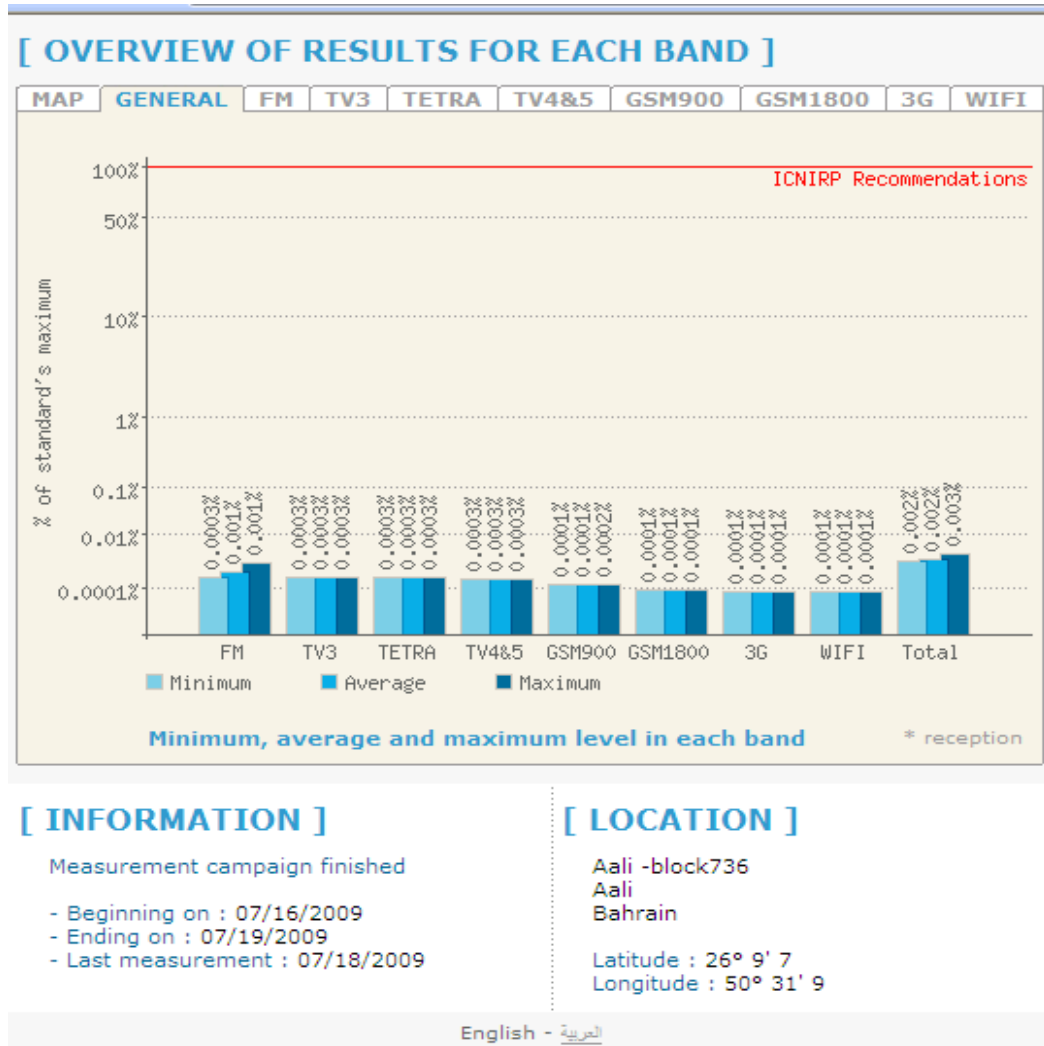 [ OVERVIEW OF RESULTS FOR EACH BAND ]
MAP GENERAL FM TV3 TETRA TV4&5 GSM900 GSM1800 3G WIFI
100%
ICNIRP Recommendations
50%
10%
1%
0.1%
0.01%
0.0001%
% of standard's maximum
0.0003% 0.001% 0.001% 0.0003% 0.0003% 0.0003% 0.0003% 0.0003% 0.0003% 0.0003% 0.0003% 0.0003% 0.0001% 0.0001% 0.0002% 0.0001% 0.0001% 0.0001% 0.0001% 0.0001% 0.0001% 0.0001% 0.0001% 0.0001% 0.002% 0.002% 0.003%
FM TV3 TETRA TV4&5 GSM900 GSM1800 3G WIFI Total
Minimum Average Maximum
Minimum, average and maximum level in each band * reception
[ INFORMATION ]
Measurement campaign finished
- Beginning on : 07/16/2009
- Ending on : 07/19/2009
- Last measurement : 07/18/2009
[ LOCATION ]
Aali -block736
Aali
Bahrain
Latitude : 26° 9' 7
Longitude : 50° 31' 9
English - العربية